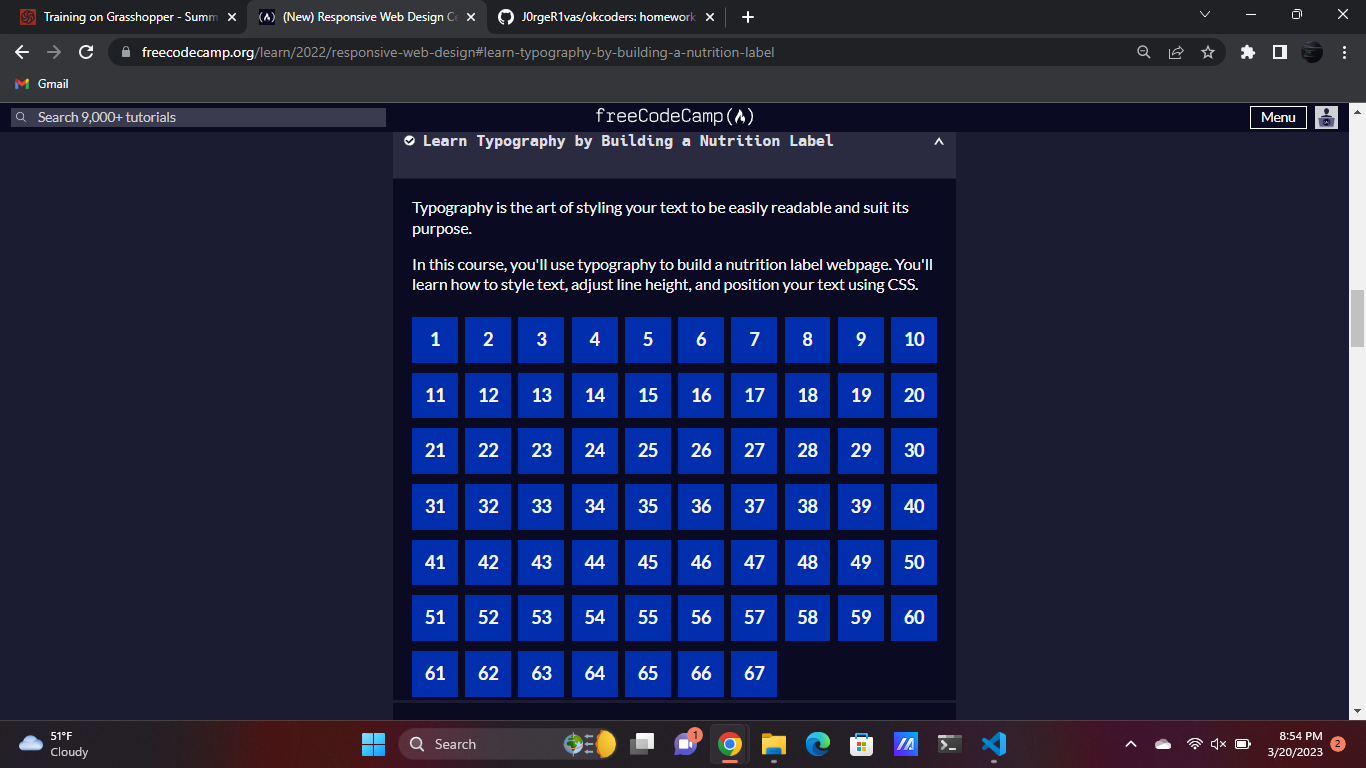 Training on Grasshopper - Summ
(New) Responsive Web Design Ce
J0rgeR1vas/okcoders: homework
freecodecamp.org/learn/2022/responsive-web-design#learn-typography-by-building-a-nutrition-label
Gmail
Search 9,000+ tutorials
freeCodeCamp
Menu
Learn Typography by Building a Nutrition Label
Typography is the art of styling your text to be easily readable and suit its
purpose.
In this course, you'll use typography to build a nutrition label webpage. You'll
learn how to style text, adjust line height, and position your text using CSS.
1 2 3 4 5 6 7 8 9 10
11 12 13 14 15 16 17 18 19 20
21 22 23 24 25 26 27 28 29 30
31 32 33 34 35 36 37 38 39 40
41 42 43 44 45 46 47 48 49 50
51 52 53 54 55 56 57 58 59 60
61 62 63 64 65 66 67
51°F
Cloudy
Search
1
8:54 PM
3/20/2023
2